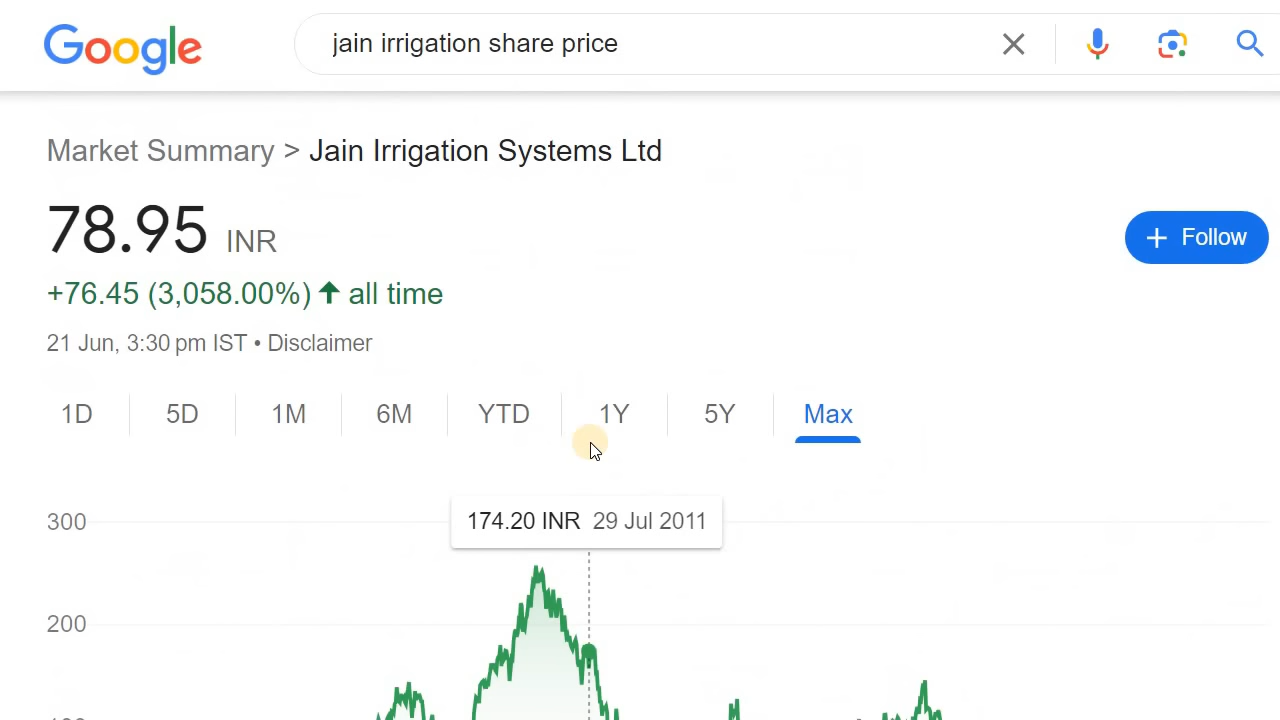 Google
jain irrigation share price
Market Summary > Jain Irrigation Systems Ltd
78.95 INR
+ Follow
+76.45 (3,058.00%) ↑ all time
21 Jun, 3:30 pm IST • Disclaimer
1D 5D 1M 6M YTD 1Y 5Y Max
174.20 INR 29 Jul 2011
300
200